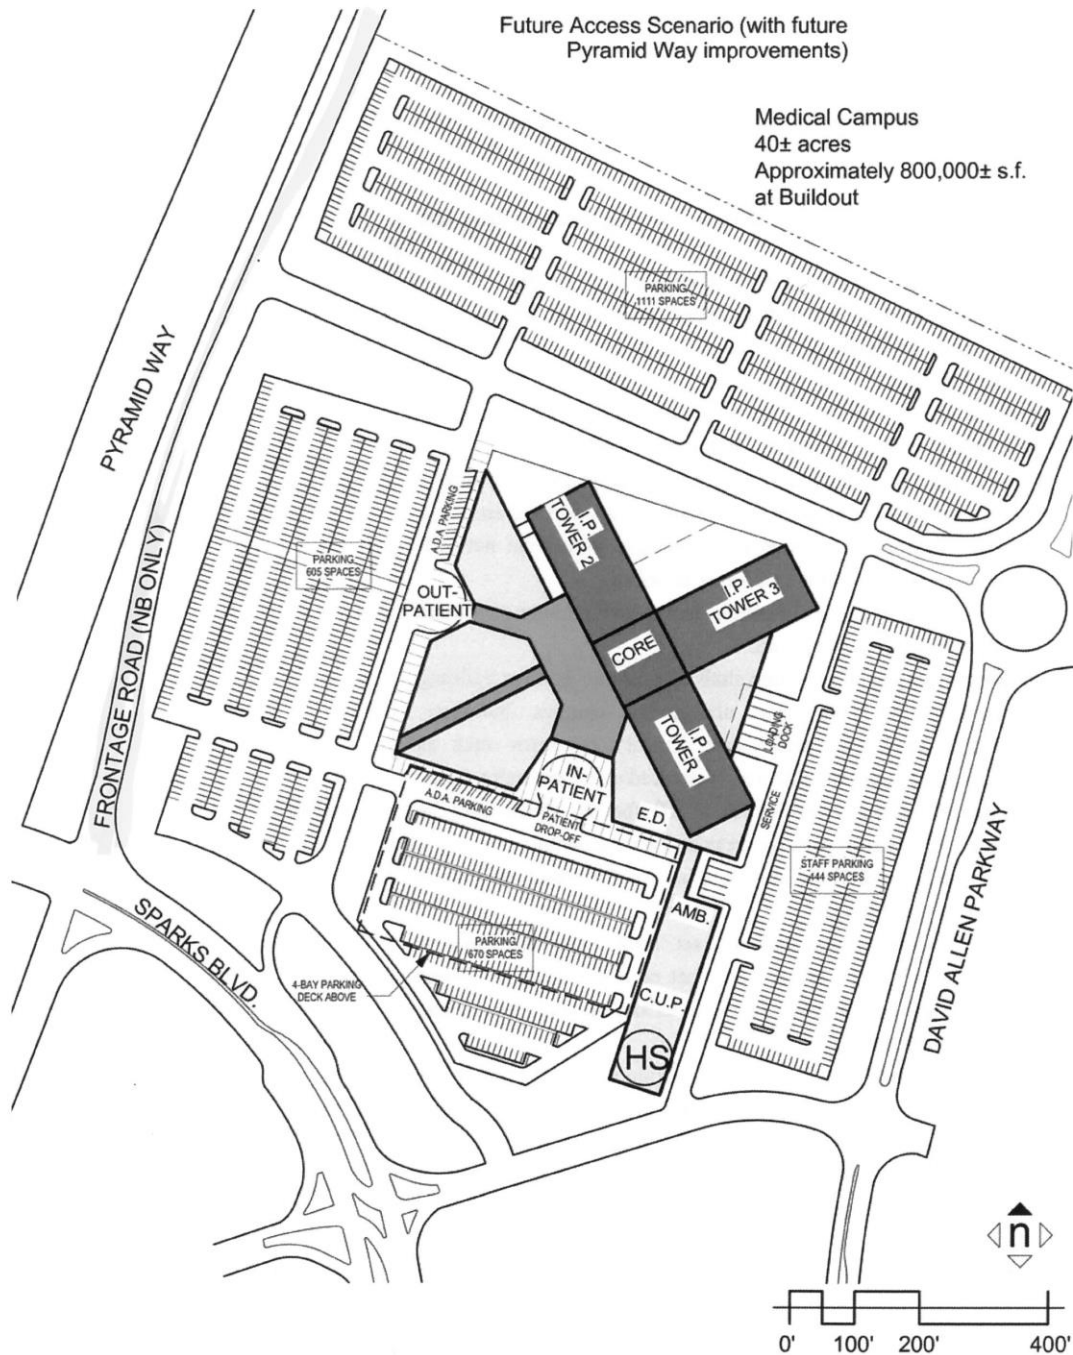 Future Access Scenario (with future
Pyramid Way improvements)
Medical Campus
40± acres
Approximately 800,000± s.f.
at Buildout
PARKING
1111 SPACES
PYRAMID WAY
A.D.A. PARKING
I.P.
TOWER 2
PARKING
605 SPACES
OUT-
PATIENT
I.P.
TOWER 3
CORE
FRONTAGE ROAD (NB ONLY)
I.P.
TOWER 1
LOADING
DOCK
IN-
PATIENT
A.D.A. PARKING
PATIENT
DROP-OFF
E.D.
SERVICE
STAFF PARKING
444 SPACES
DAVID ALLEN PARKWAY
AMB.
SPARKS BLVD.
PARKING
670 SPACES
4-BAY PARKING
DECK ABOVE
C.U.P.
HS
n
0' 100' 200' 400'